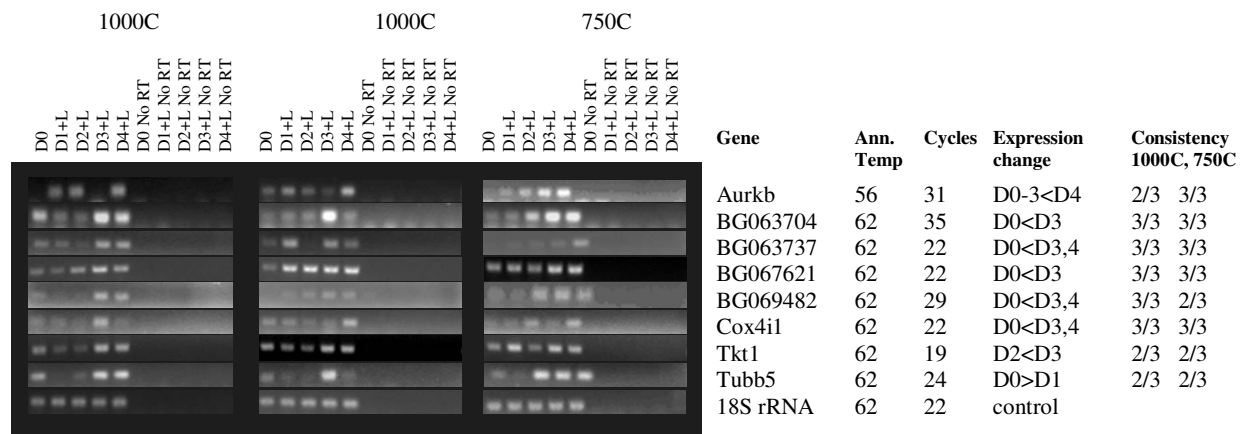 1000C 1000C 750C
D0 D1+L D2+L D3+L D4+L D0 No RT D1+L No RT D2+L No RT D3+L No RT D4+L No RT
D0 D1+L D2+L D3+L D4+L D0 No RT D1+L No RT D2+L No RT D3+L No RT D4+L No RT
D0 D1+L D2+L D3+L D4+L D0 No RT D1+L No RT D2+L No RT D3+L No RT D4+L No RT
Gene Ann. Cycles Expression Consistency
Temp change 1000C, 750C
Aurkb 56 31 D0-3<D4 2/3 3/3
BG063704 62 35 D0<D3 3/3 3/3
BG063737 62 22 D0<D3,4 3/3 3/3
BG067621 62 22 D0<D3 3/3 3/3
BG069482 62 29 D0<D3,4 3/3 2/3
Cox4i1 62 22 D0<D3,4 3/3 3/3
Tkt1 62 19 D2<D3 2/3 2/3
Tubb5 62 24 D0>D1 2/3 2/3
18S rRNA 62 22 control